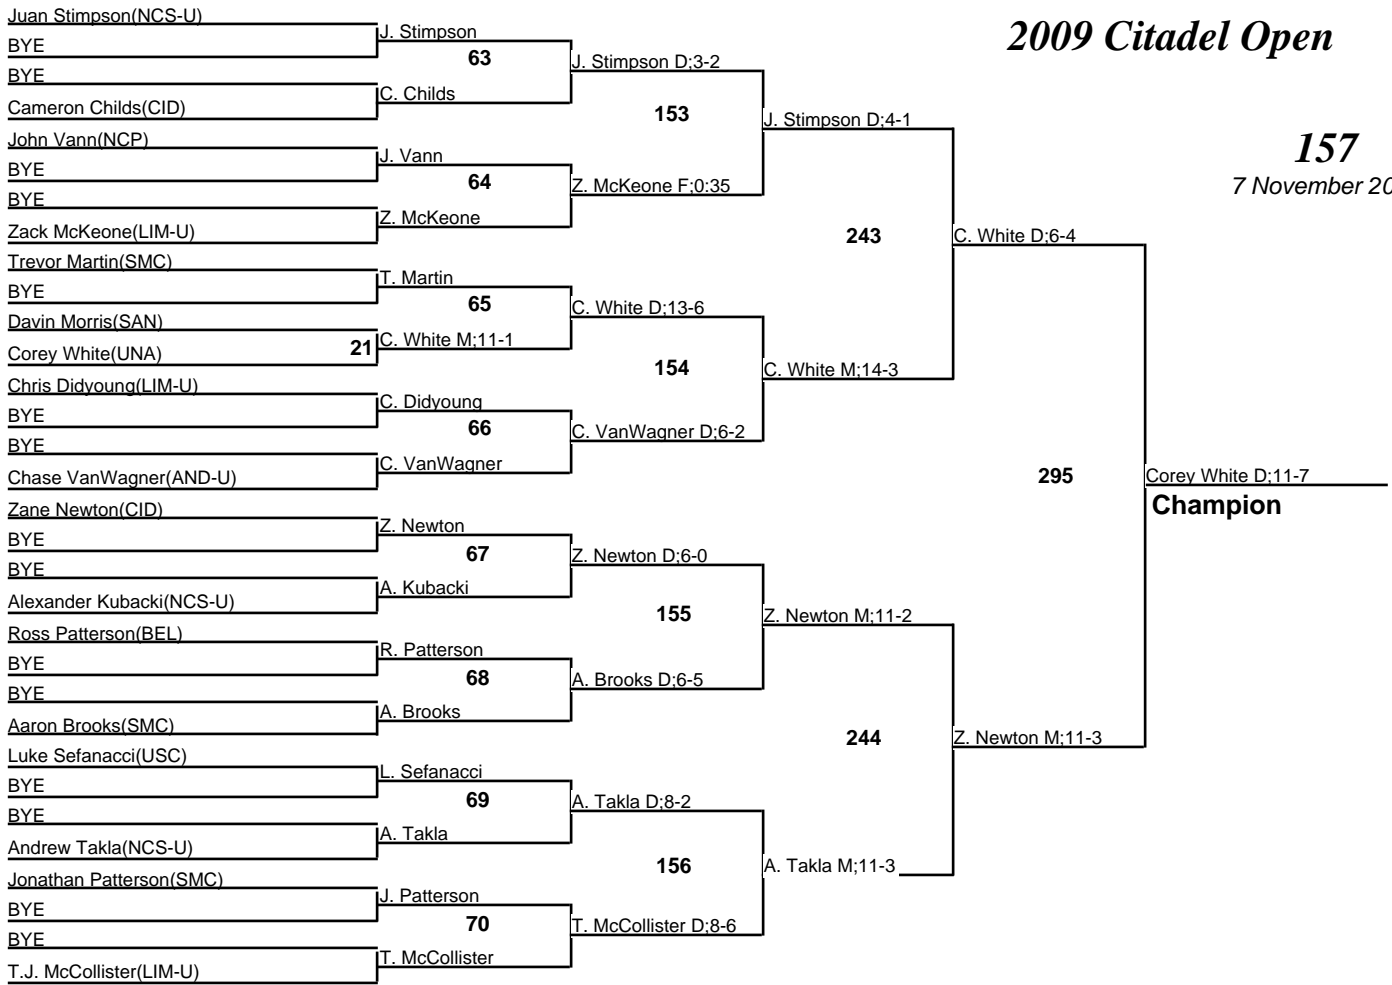 2009 Citadel Open
157
7 November 20
Juan Stimpson(NCS-U)
BYE
BYE
Cameron Childs(CID)
John Vann(NCP)
BYE
BYE
Zack McKeone(LIM-U)
Trevor Martin(SMC)
BYE
Davin Morris(SAN)
Corey White(UNA)
Chris Didyoung(LIM-U)
BYE
BYE
Chase VanWagner(AND-U)
Zane Newton(CID)
BYE
BYE
Alexander Kubacki(NCS-U)
Ross Patterson(BEL)
BYE
BYE
Aaron Brooks(SMC)
Luke Sefanacci(USC)
BYE
BYE
Andrew Takla(NCS-U)
Jonathan Patterson(SMC)
BYE
BYE
T.J. McCollister(LIM-U)
21
J. Stimpson
63
C. Childs
J. Vann
64
Z. McKeone
T. Martin
65
C. White M;11-1
C. Didyoung
66
C. VanWagner
Z. Newton
67
A. Kubacki
R. Patterson
68
A. Brooks
L. Sefanacci
69
A. Takla
J. Patterson
70
T. McCollister
J. Stimpson D;3-2
153
Z. McKeone F;0:35
C. White D;13-6
154
C. VanWagner D;6-2
Z. Newton D;6-0
155
A. Brooks D;6-5
A. Takla D;8-2
156
T. McCollister D;8-6
J. Stimpson D;4-1
243
C. White M;14-3
Z. Newton M;11-2
244
A. Takla M;11-3
C. White D;6-4
295
Z. Newton M;11-3
Corey White D;11-7
Champion